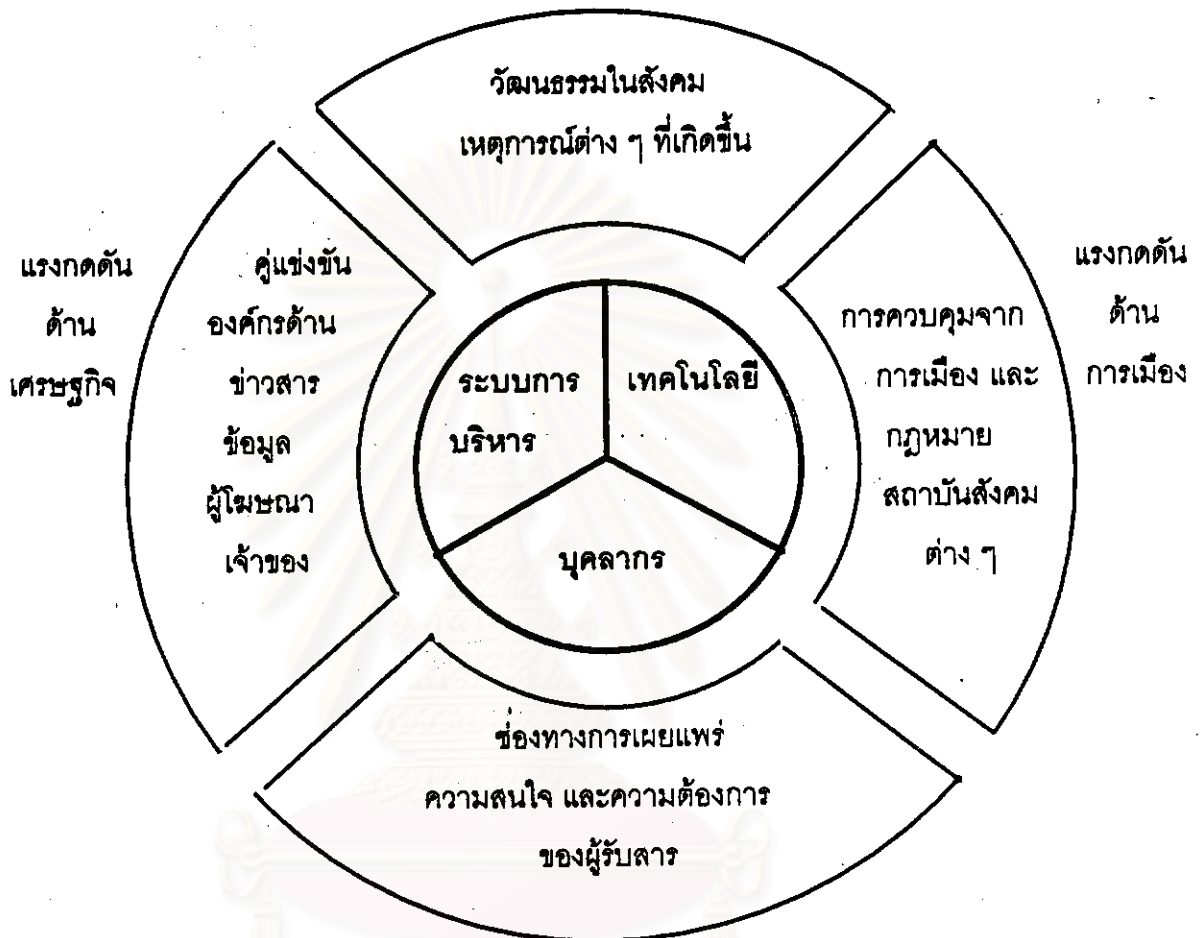 วัฒนธรรมในสังคม
เหตุการณ์ต่าง ๆ ที่เกิดขึ้น
แรงกดดัน
ด้าน
เศรษฐกิจ
คู่แข่งขัน
องค์กรด้าน
ข่าวสาร
ข้อมูล
ผู้โฆษณา
เจ้าของ
ระบบการ
บริหาร
เทคโนโลยี
บุคลากร
การควบคุมจาก
การเมือง และ
กฎหมาย
สถาบันสังคม
ต่าง ๆ
แรงกดดัน
ด้าน
การเมือง
ช่องทางการเผยแพร่
ความสนใจ และความต้องการ
ของผู้รับสาร